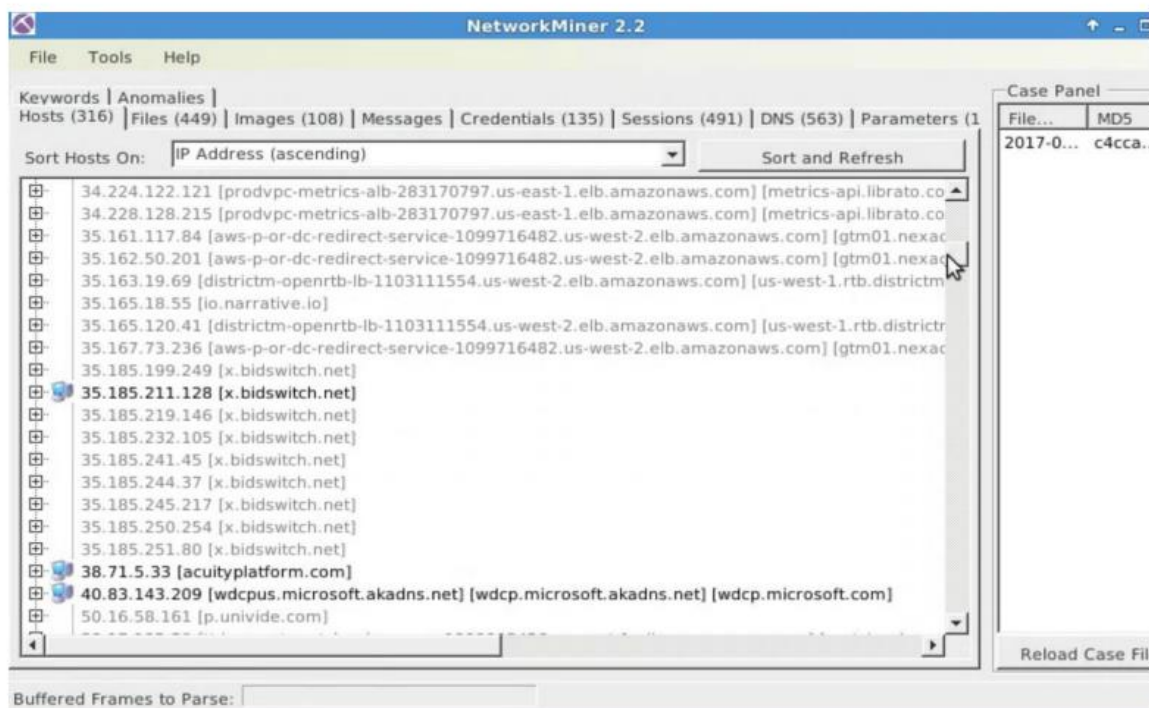 NetworkMiner 2.2
File Tools Help
Keywords | Anomalies |
Hosts (316) | Files (449) | Images (108) | Messages | Credentials (135) | Sessions (491) | DNS (563) | Parameters (1
Sort Hosts On: IP Address (ascending) Sort and Refresh
34.224.122.121 [prodvpc-metrics-alb-283170797.us-east-1.elb.amazonaws.com] [metrics-api.librato.co
34.228.128.215 [prodvpc-metrics-alb-283170797.us-east-1.elb.amazonaws.com] [metrics-api.librato.co
35.161.117.84 [aws-p-or-dc-redirect-service-1099716482.us-west-2.elb.amazonaws.com] [gtm01.nexac
35.162.50.201 [aws-p-or-dc-redirect-service-1099716482.us-west-2.elb.amazonaws.com] [gtm01.nexac
35.163.19.69 [districtm-openrtb-lb-1103111554.us-west-2.elb.amazonaws.com] [us-west-1.rtb.districtm
35.165.18.55 [io.narrative.io]
35.165.120.41 [districtm-openrtb-lb-1103111554.us-west-2.elb.amazonaws.com] [us-west-1.rtb.districtm
35.167.73.236 [aws-p-or-dc-redirect-service-1099716482.us-west-2.elb.amazonaws.com] [gtm01.nexac
35.185.199.249 [x.bidswitch.net]
35.185.211.128 [x.bidswitch.net]
35.185.219.146 [x.bidswitch.net]
35.185.232.105 [x.bidswitch.net]
35.185.241.45 [x.bidswitch.net]
35.185.244.37 [x.bidswitch.net]
35.185.245.217 [x.bidswitch.net]
35.185.250.254 [x.bidswitch.net]
35.185.251.80 [x.bidswitch.net]
38.71.5.33 [acuityplatform.com]
40.83.143.209 [wdcpus.microsoft.akadns.net] [wdcp.microsoft.akadns.net] [wdcp.microsoft.com]
50.16.58.161 [p.univide.com]
Case Panel
File... MD5
2017-0... c4cca..
Reload Case Fil
Buffered Frames to Parse: